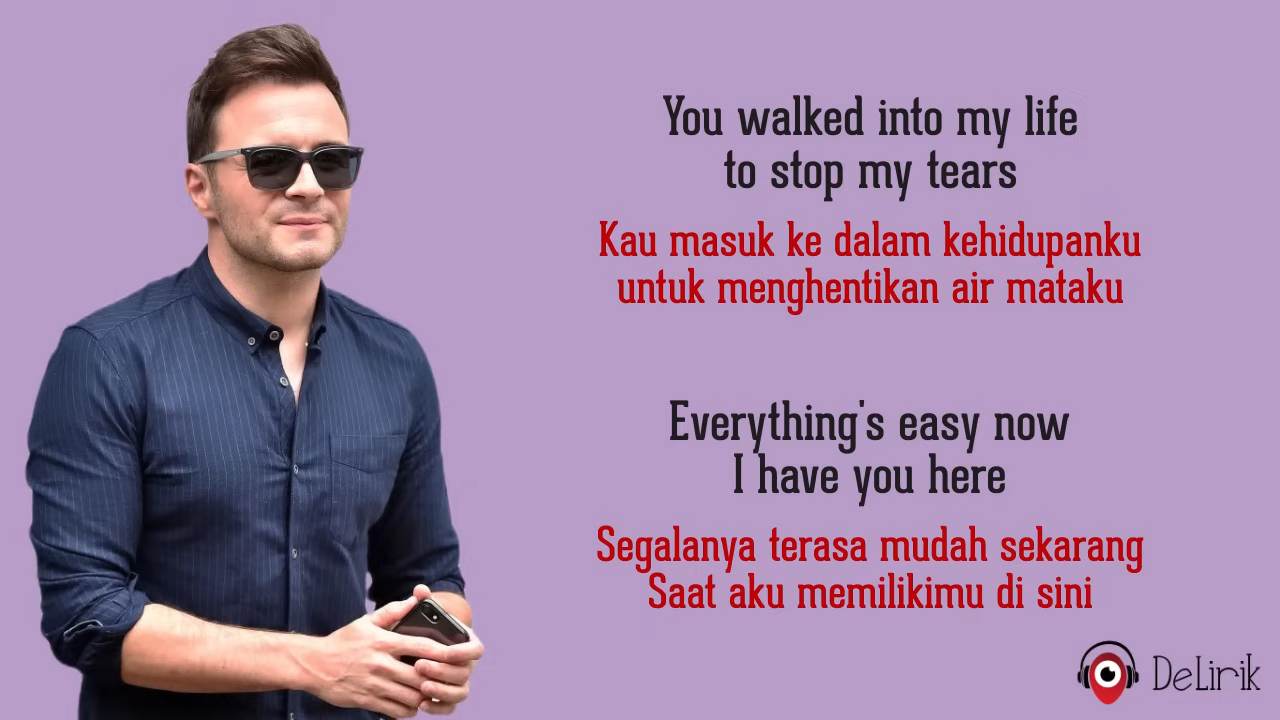 You walked into my life
to stop my tears
Kau masuk ke dalam kehidupanku
untuk menghentikan air mataku
Everything's easy now
I have you here
Segalanya terasa mudah sekarang
Saat aku memilikimu di sini
DeLirik